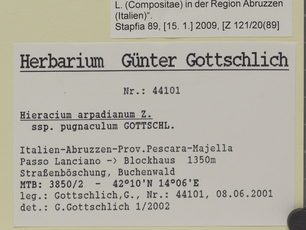 L. (Compositae) in der Region Abruzzen
(Italien)".
Stapfia 89, [15. 1.] 2009, [Z 121/20(89]
Herbarium Günter Gottschlich
Nr.: 44101
Hieracium arpadianum Z.
ssp. pugnaculum GOTTSCHL.
Italien-Abruzzen-Prov.Pescara-Majella
Passo Lanciano -> Blockhaus 1350m
Straßenböschung, Buchenwald
MTB: 3850/2 - 42°10'N 14°06'E
leg.: Gottschlich,G., Nr.: 44101, 08.06.2001
det.: G.Gottschlich 1/2002